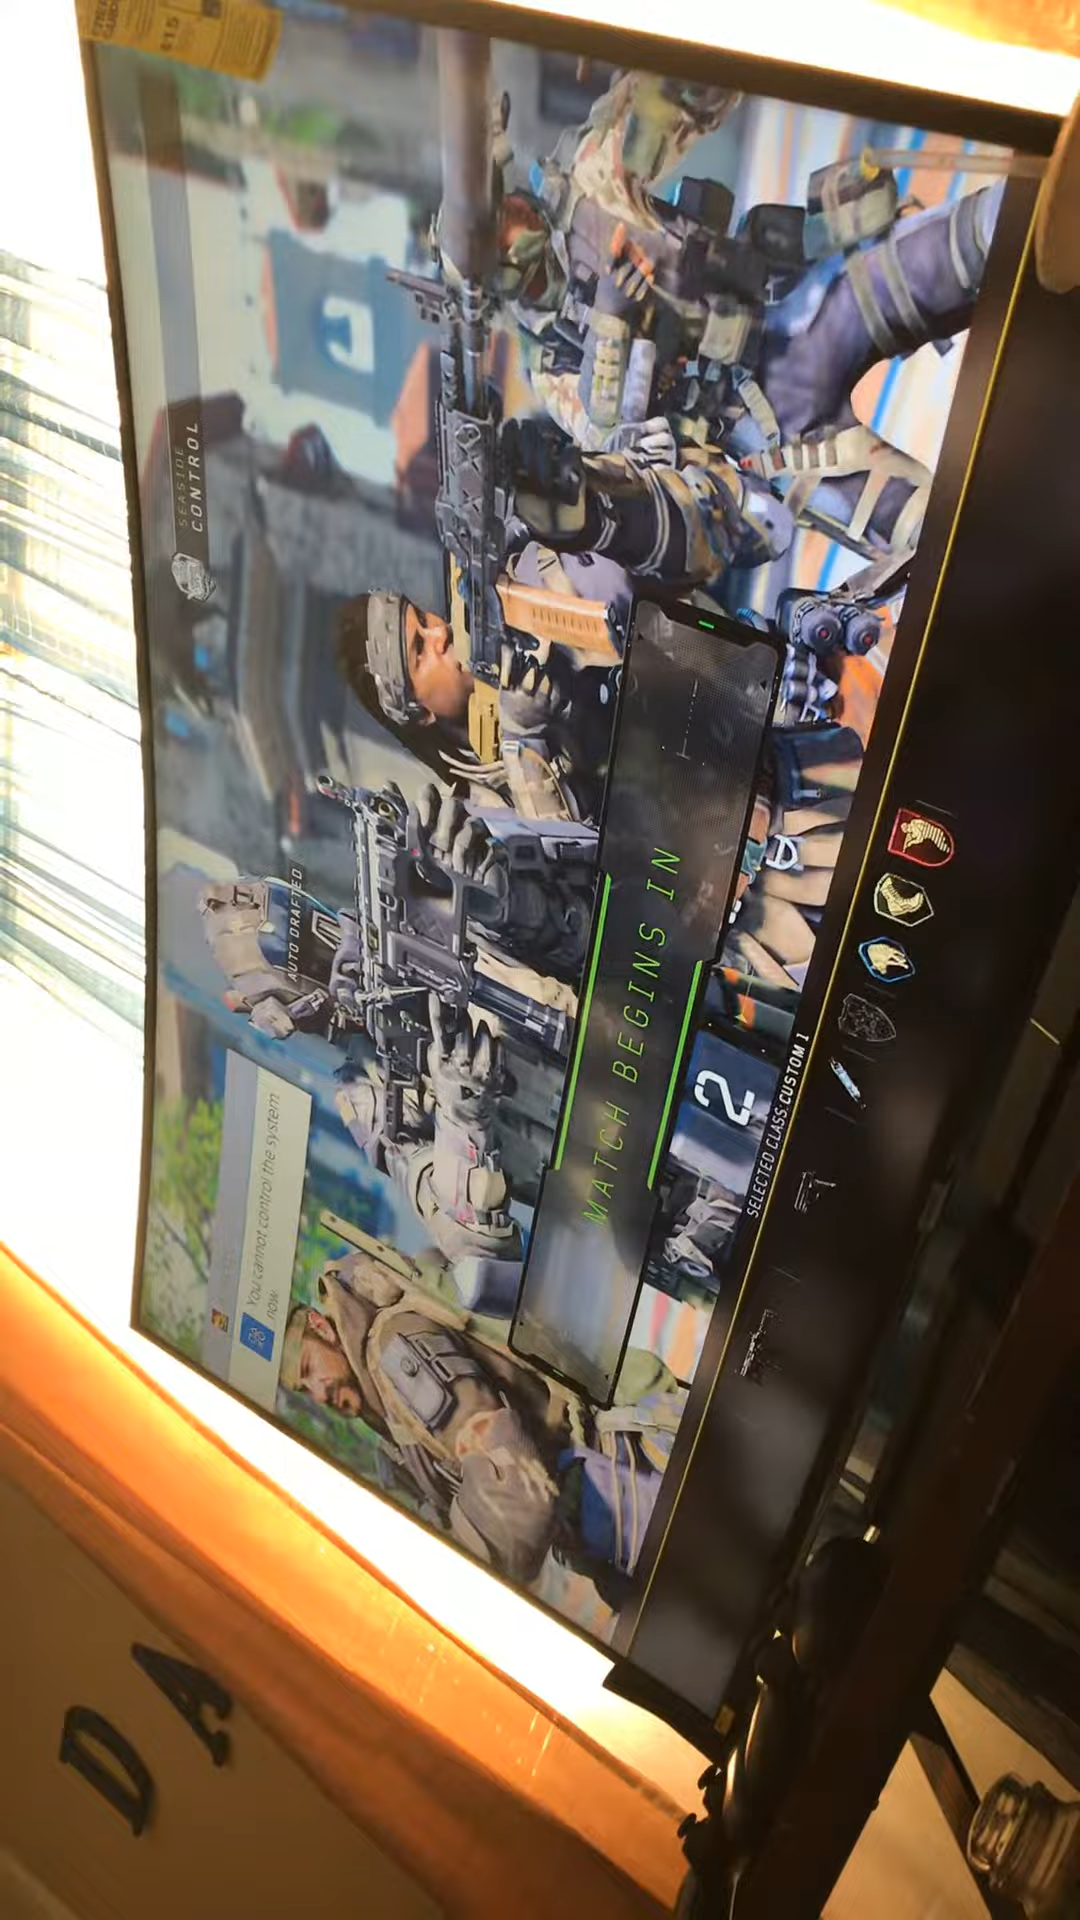 SEASIDE
CONTROL
AUTO DRAFTED
You cannot control the system
now.
MATCH BEGINS IN
2
SELECTED CLASS: CUSTOM 1
D A